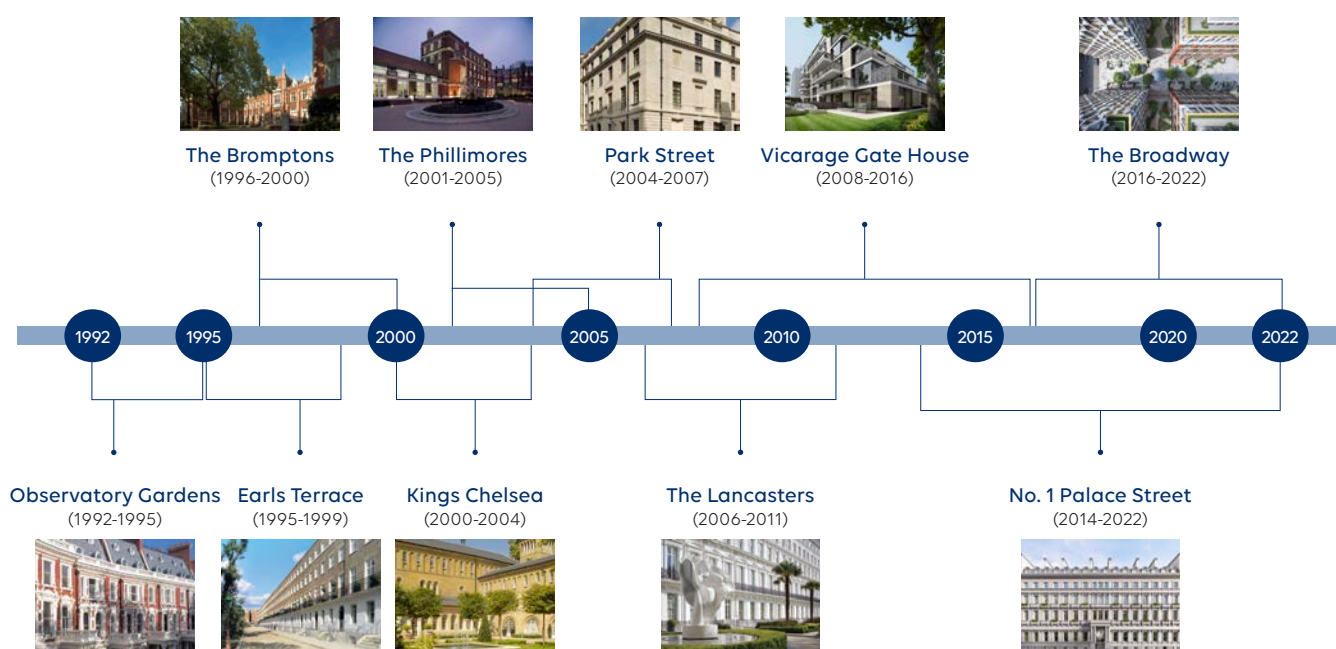 The Bromptons
(1996-2000)
The Phillimores
(2001-2005)
Park Street
(2004-2007)
Vicarage Gate House
(2008-2016)
The Broadway
(2016-2022)
1992
1995
2000
2005
2010
2015
2020
2022
Observatory Gardens
(1992-1995)
Earls Terrace
(1995-1999)
Kings Chelsea
(2000-2004)
The Lancasters
(2006-2011)
No. 1 Palace Street
(2014-2022)